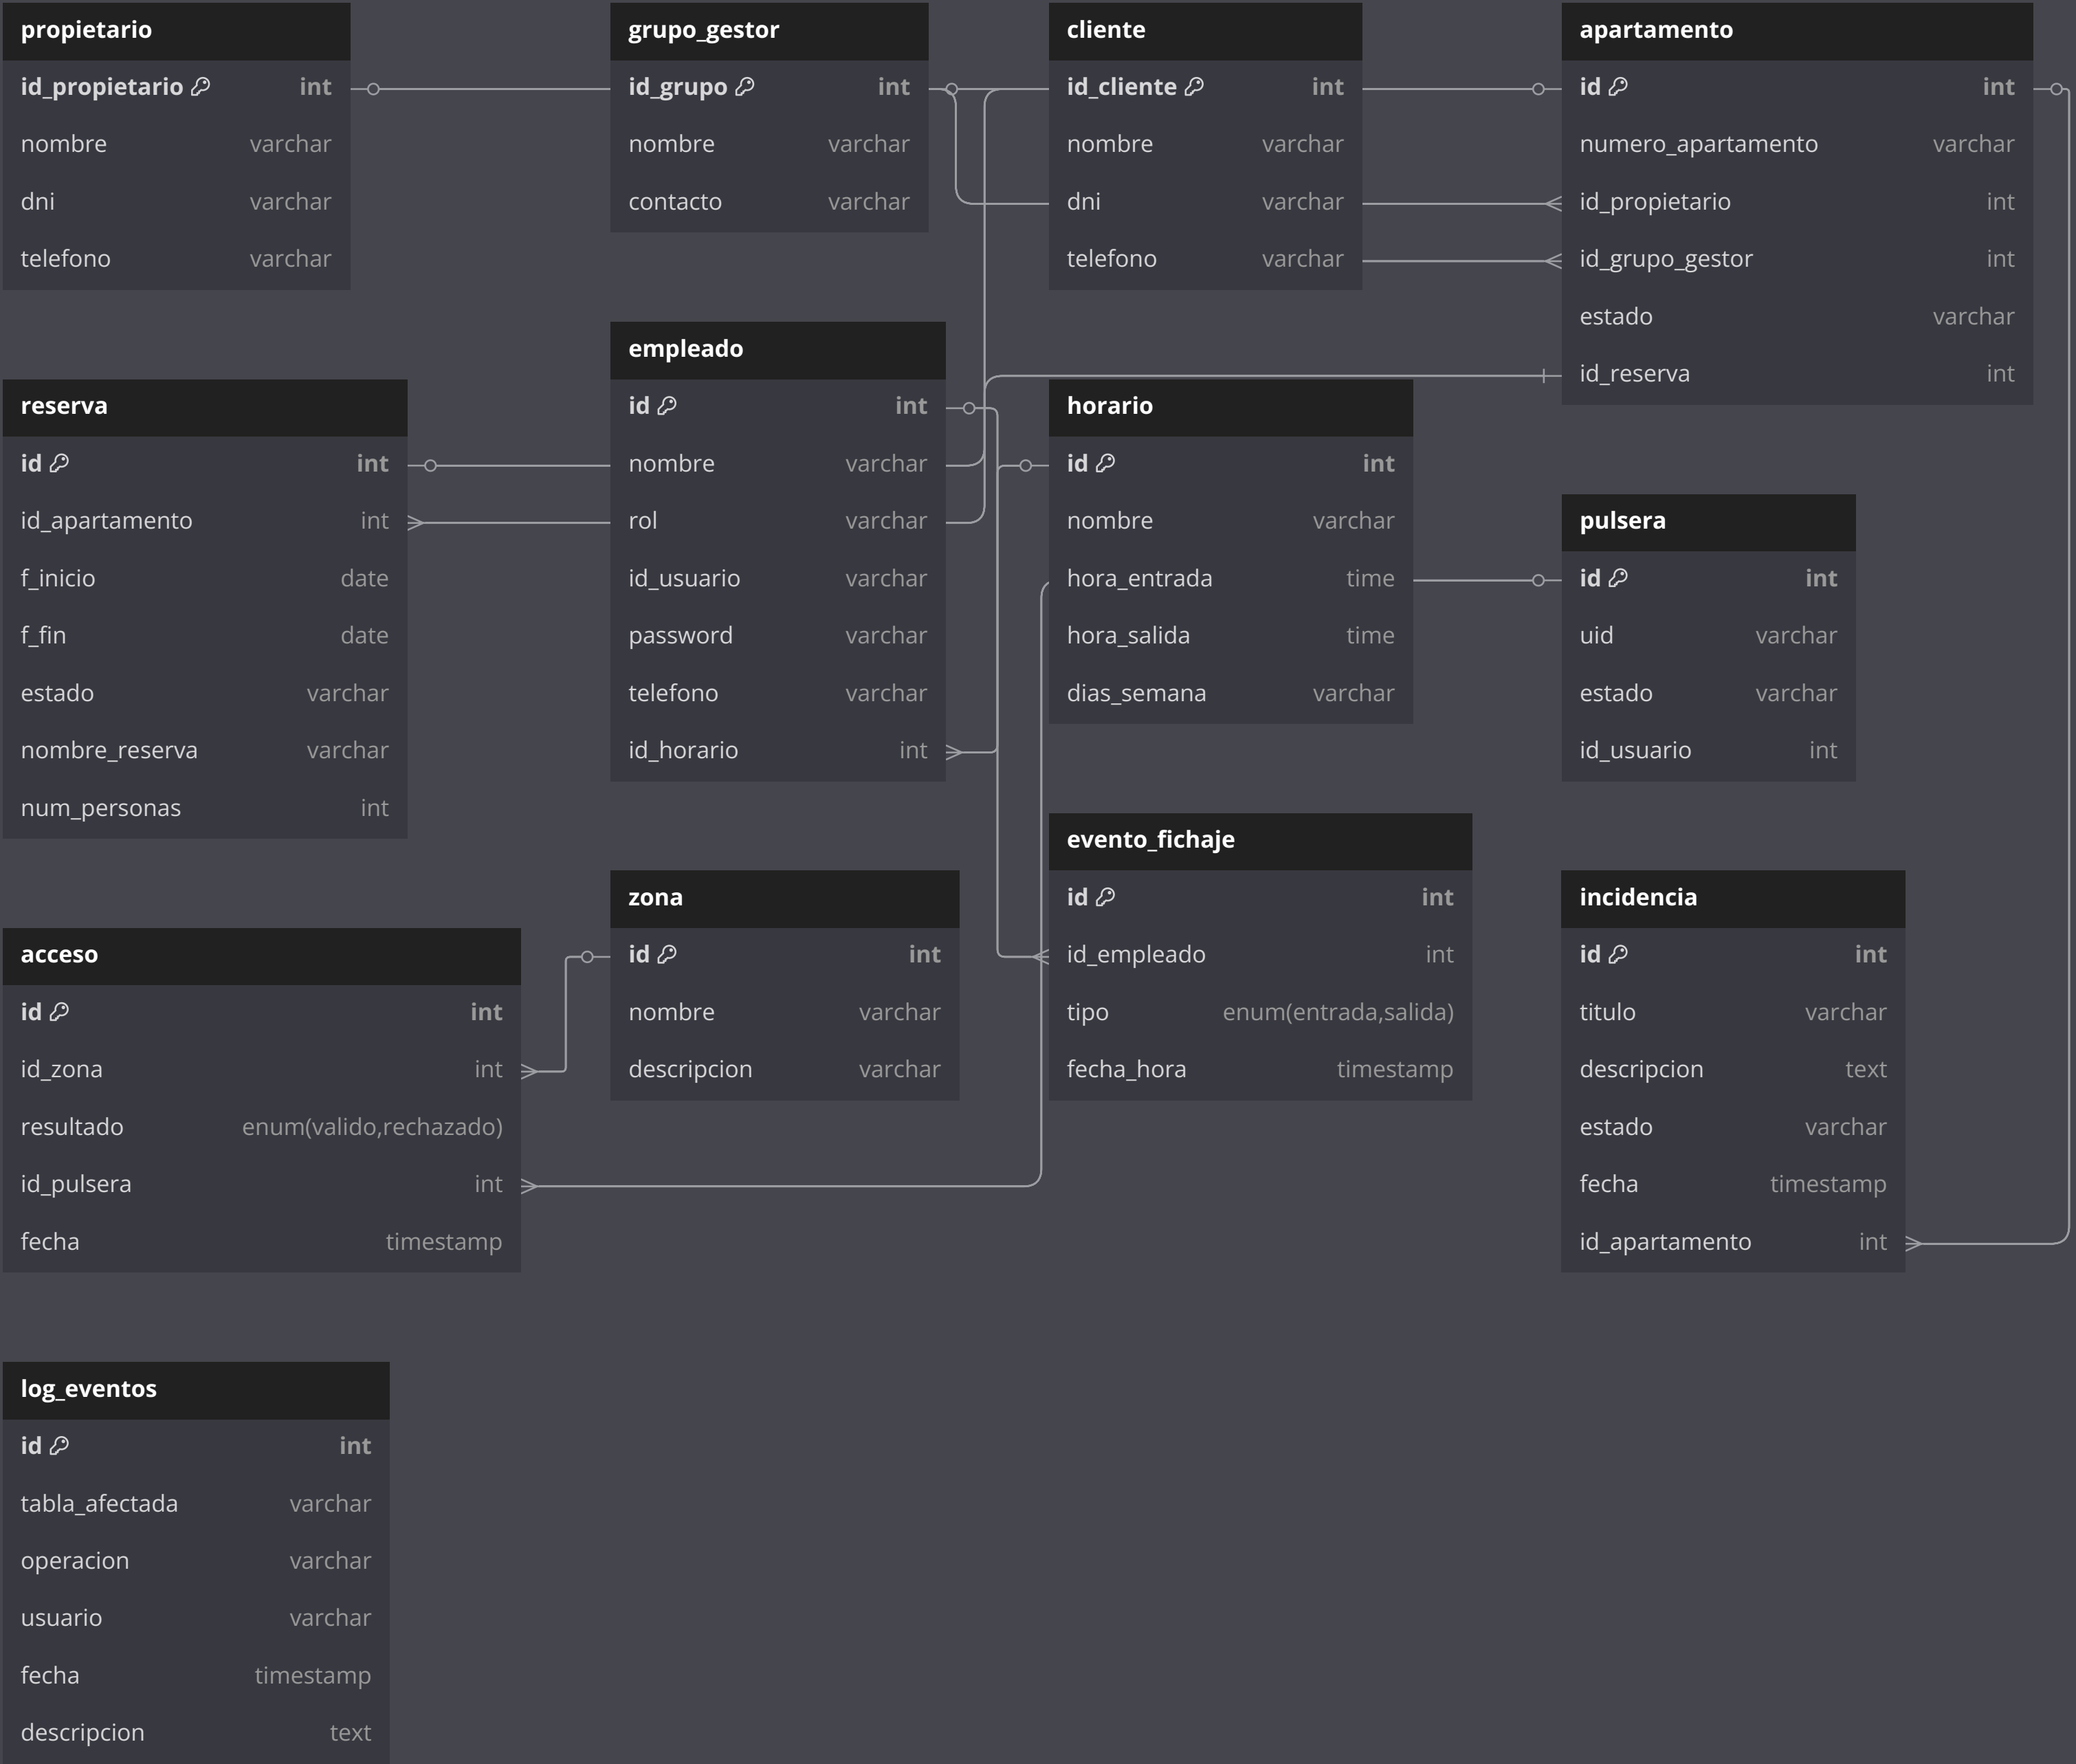 propietario
id_propietario int
nombre varchar
dni varchar
telefono varchar
grupo_gestor
id_grupo int
nombre varchar
contacto varchar
cliente
id_cliente int
nombre varchar
dni varchar
telefono varchar
apartamento
id int
numero_apartamento varchar
id_propietario int
id_grupo_gestor int
estado varchar
id_reserva int
reserva
id int
id_apartamento int
f_inicio date
f_fin date
estado varchar
nombre_reserva varchar
num_personas int
empleado
id int
nombre varchar
rol varchar
id_usuario varchar
password varchar
telefono varchar
id_horario int
horario
id int
nombre varchar
hora_entrada time
hora_salida time
dias_semana varchar
pulsera
id int
uid varchar
estado varchar
id_usuario int
acceso
id int
id_zona int
resultado enum(valido,rechazado)
id_pulsera int
fecha timestamp
zona
id int
nombre varchar
descripcion varchar
evento_fichaje
id int
id_empleado int
tipo enum(entrada,salida)
fecha_hora timestamp
incidencia
id int
titulo varchar
descripcion text
estado varchar
fecha timestamp
id_apartamento int
log_eventos
id int
tabla_afectada varchar
operacion varchar
usuario varchar
fecha timestamp
descripcion text